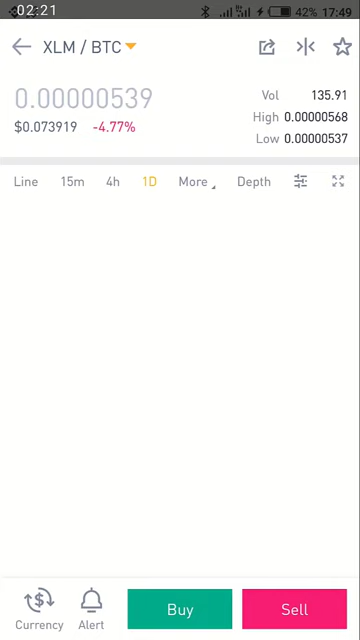 02:21
42% 17:49
XLM / BTC
0.00000539
$0.073919 -4.77%
Vol 135.91
High 0.00000568
Low 0.00000537
Line 15m 4h 1D More Depth
Currency Alert Buy Sell